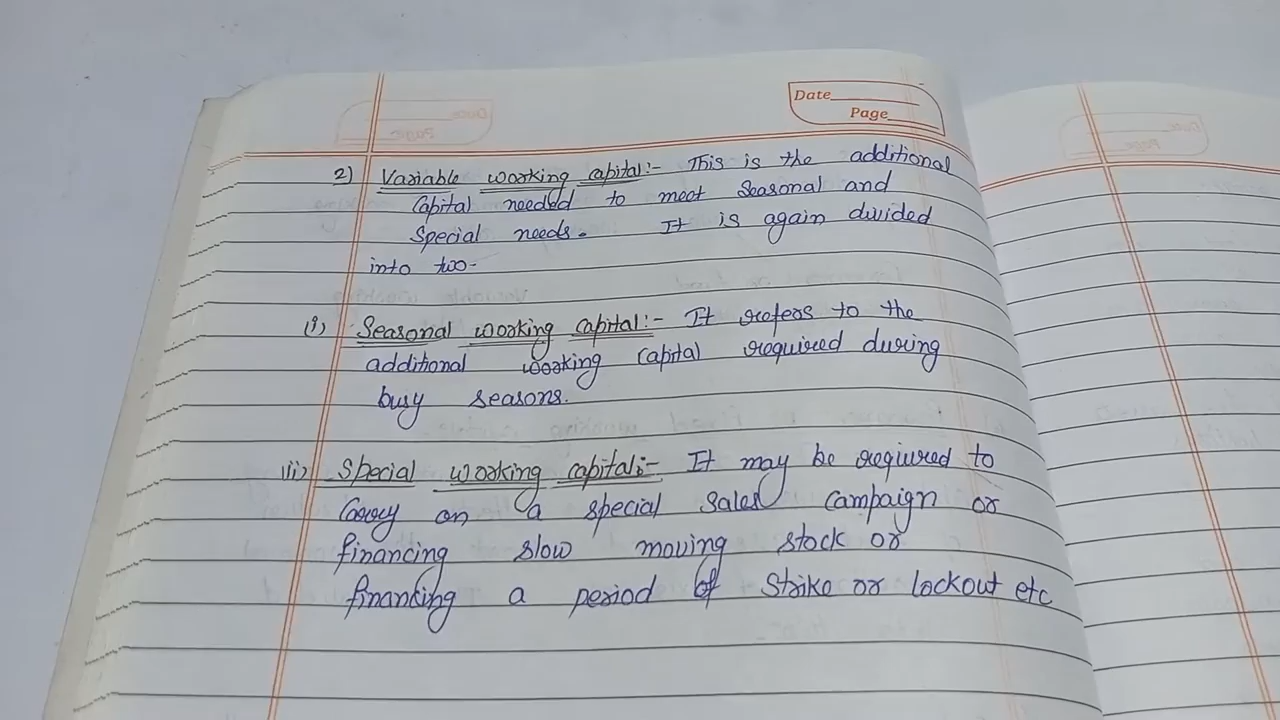 Date
Page
2) Variable working capital:- This is the additional
Capital needed to meet seasonal and
Special needs. It is again divided
into two-
(i) Seasonal working capital:- It refers to the
additional working capital required during
busy seasons.
(ii) Special working capital:- It may be reqiured to
Carry on a special sales campaign or
financing slow moving stock or
financing a period of Strike or lockout etc